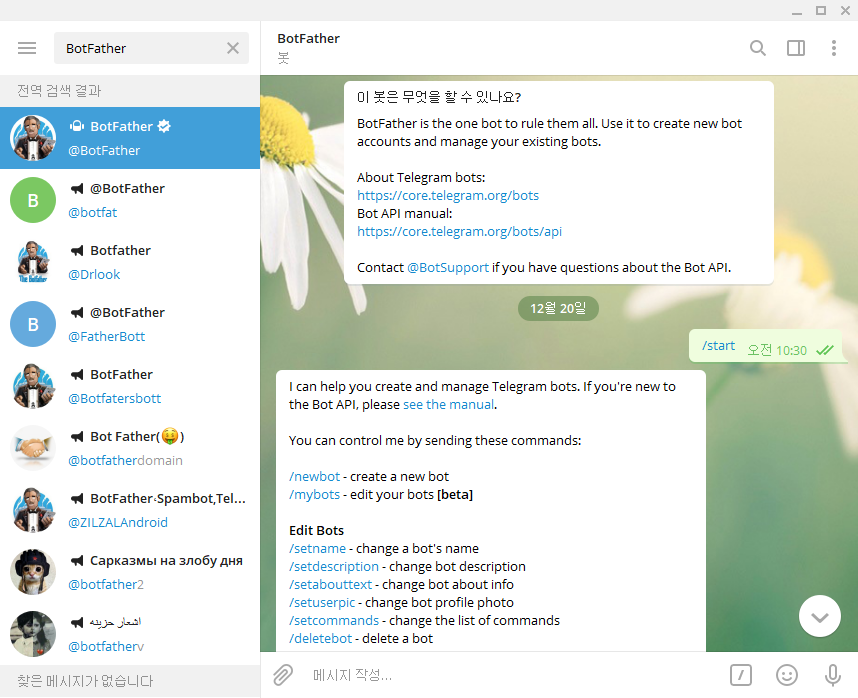 BotFather
전역 검색 결과
BotFather
@BotFather
B
@BotFather
@botfat
Botfather
@Drlook
B
@BotFather
@FatherBott
BotFather
@Botfatersbott
Bot Father(🤑)
@botfatherdomain
BotFather·Spambot,Tel...
@ZILZALAndroid
Сарказмы на злобу дня
@botfather2
اشعار حزينه
@botfatherv
찾은 메시지가 없습니다
BotFather
봇
이 봇은 무엇을 할 수 있나요?
BotFather is the one bot to rule them all. Use it to create new bot
accounts and manage your existing bots.
About Telegram bots:
https://core.telegram.org/bots
Bot API manual:
https://core.telegram.org/bots/api
Contact @BotSupport if you have questions about the Bot API.
12월 20일
/start 오전 10:30
I can help you create and manage Telegram bots. If you're new to
the Bot API, please see the manual.
You can control me by sending these commands:
/newbot - create a new bot
/mybots - edit your bots [beta]
Edit Bots
/setname - change a bot's name
/setdescription - change bot description
/setabouttext - change bot about info
/setuserpic - change bot profile photo
/setcommands - change the list of commands
/deletebot - delete a bot
메시지 작성...